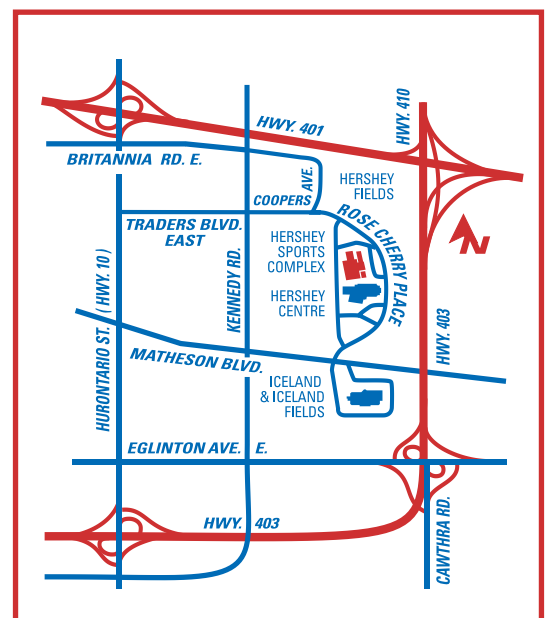 HWY. 401
HWY. 410
BRITANNIA RD. E.
COOPERS
AVE.
HERSHEY
FIELDS
TRADERS BLVD.
EAST
ROSE CHERRY PLACE
HERSHEY
SPORTS
COMPLEX
N
HURONTARIO ST. ( HWY. 10 )
KENNEDY RD.
HERSHEY
CENTRE
HWY. 403
MATHESON BLVD.
ICELAND
& ICELAND
FIELDS
EGLINTON AVE. E.
HWY. 403
CAWTHRA RD.